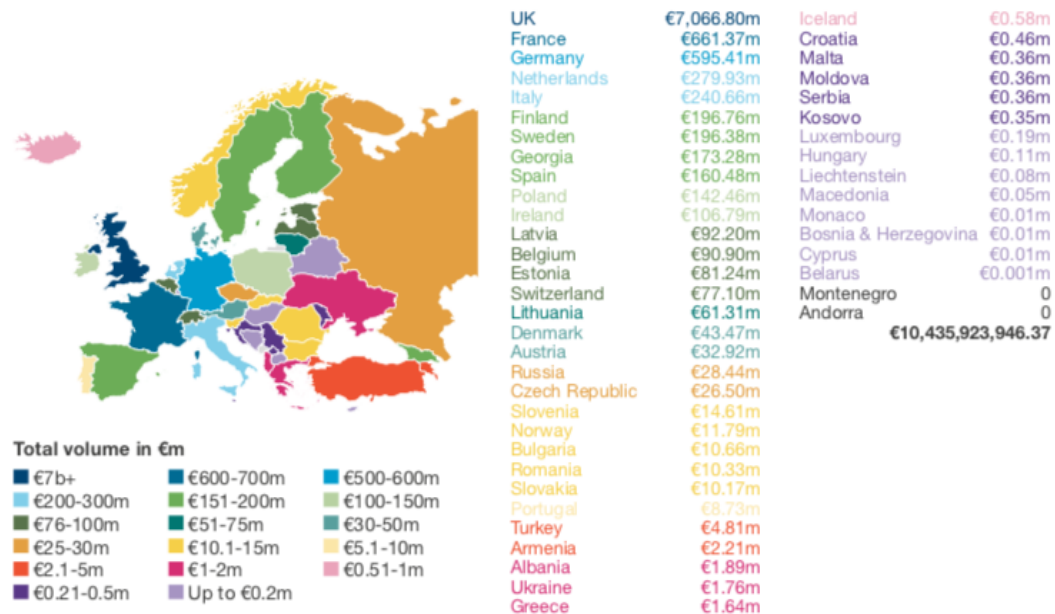 UK €7,066.80m
France €661.37m
Germany €595.41m
Netherlands €279.93m
Italy €240.66m
Finland €196.76m
Sweden €196.38m
Georgia €173.28m
Spain €160.48m
Poland €142.46m
Ireland €106.79m
Latvia €92.20m
Belgium €90.90m
Estonia €81.24m
Switzerland €77.10m
Lithuania €61.31m
Denmark €43.47m
Austria €32.92m
Russia €28.44m
Czech Republic €26.50m
Slovenia €14.61m
Norway €11.79m
Bulgaria €10.66m
Romania €10.33m
Slovakia €10.17m
Portugal €8.73m
Turkey €4.81m
Armenia €2.21m
Albania €1.89m
Ukraine €1.76m
Greece €1.64m
Iceland €0.58m
Croatia €0.46m
Malta €0.36m
Moldova €0.36m
Serbia €0.36m
Kosovo €0.35m
Luxembourg €0.19m
Hungary €0.11m
Liechtenstein €0.08m
Macedonia €0.05m
Monaco €0.01m
Bosnia & Herzegovina €0.01m
Cyprus €0.01m
Belarus €0.001m
Montenegro 0
Andorra 0
€10,435,923,946.37
Total volume in €m
€7b+ €600-700m €500-600m
€200-300m €151-200m €100-150m
€76-100m €51-75m €30-50m
€25-30m €10.1-15m €5.1-10m
€2.1-5m €1-2m €0.51-1m
€0.21-0.5m Up to €0.2m